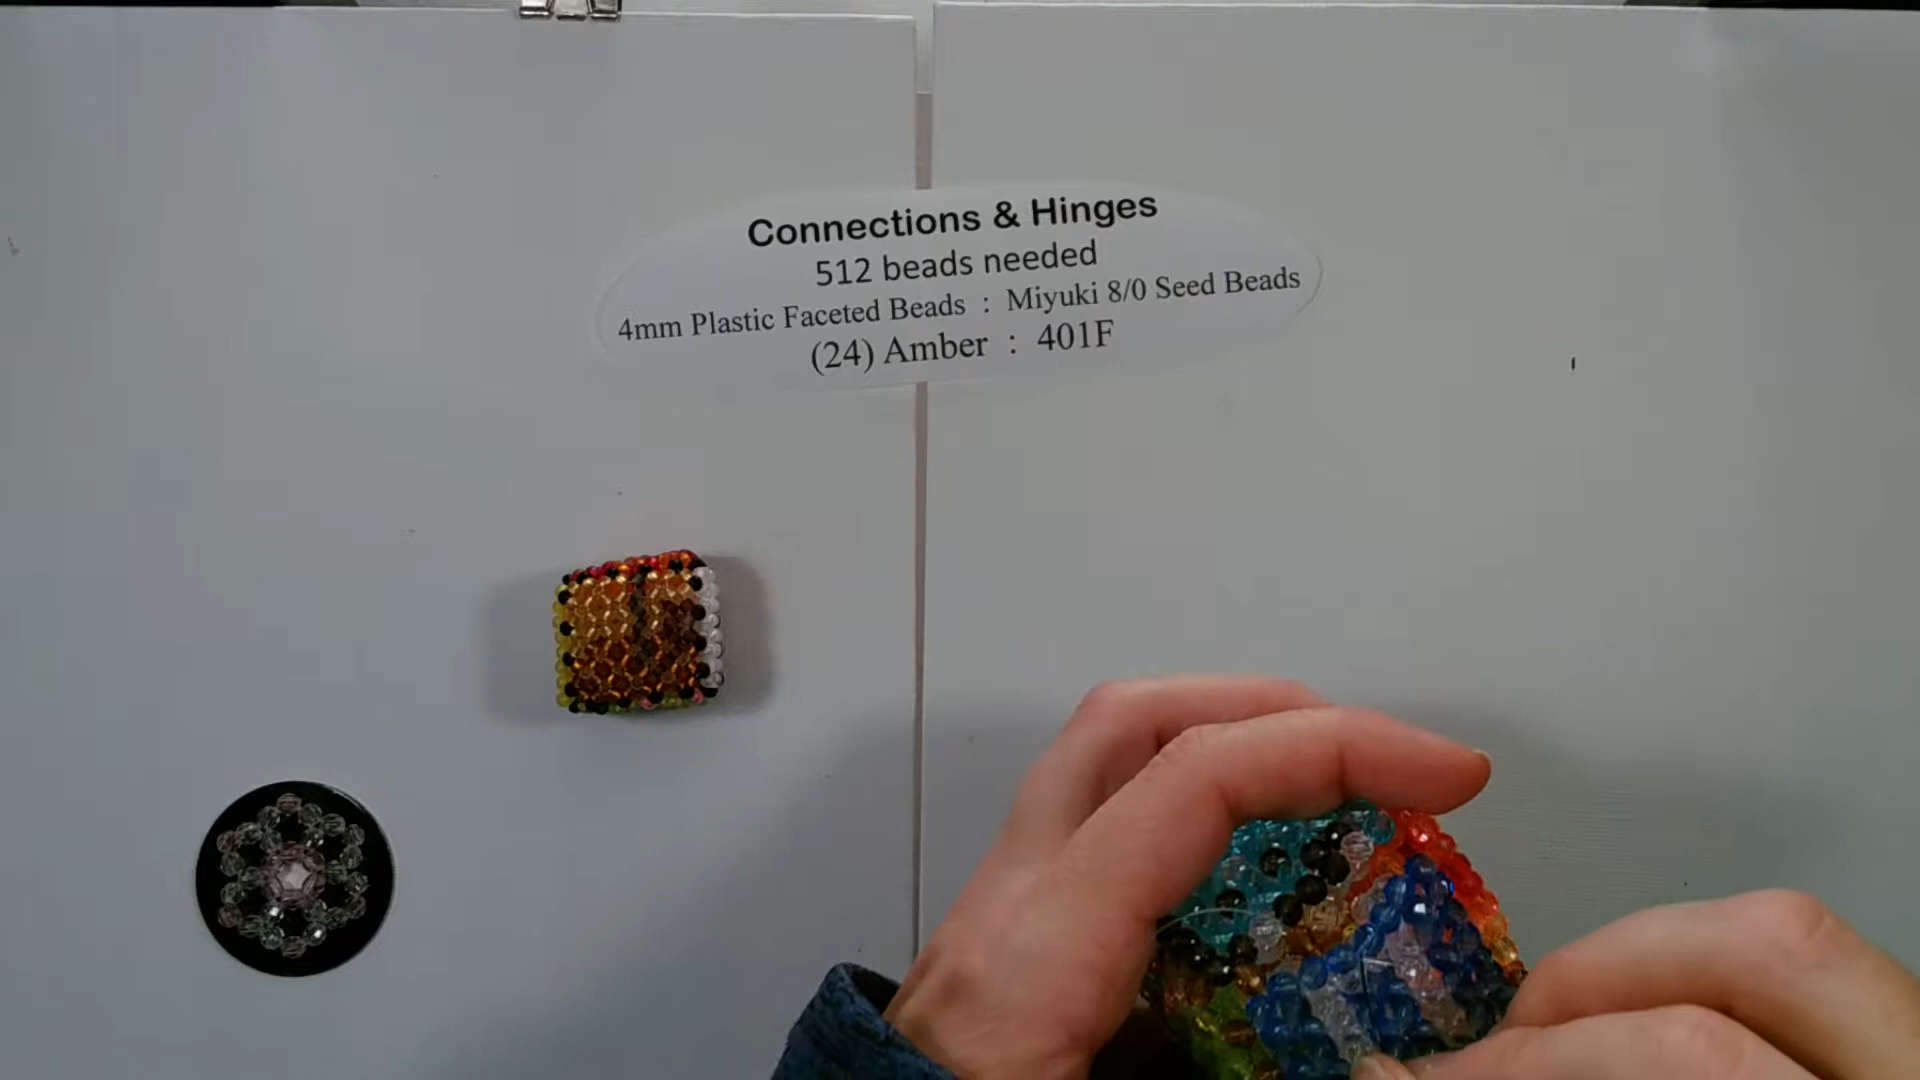 Connections & Hinges
512 beads needed
4mm Plastic Faceted Beads : Miyuki 8/0 Seed Beads
(24) Amber : 401F